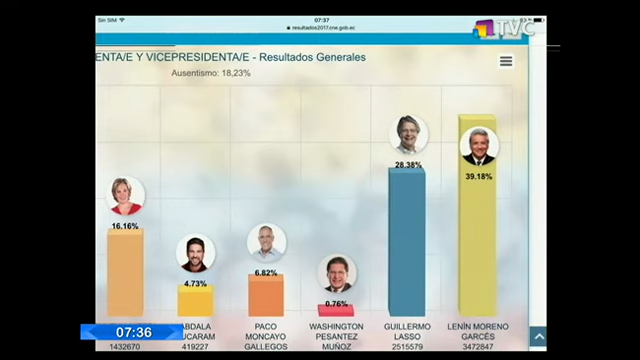 Sin SIM
07:37
resultados2017.cne.gob.ec
TVC
ENTA/E Y VICEPRESIDENTA/E - Resultados Generales
Ausentismo: 18,23%
16.16%
4.73%
6.82%
0.76%
28.38%
39.18%
ABDALA
UCARAM
419227
PACO
MONCAYO
GALLEGOS
WASHINGTON
PESANTEZ
MUÑOZ
GUILLERMO
LASSO
2515579
LENÍN MORENO
GARCÉS
3472847
1432670
07:36